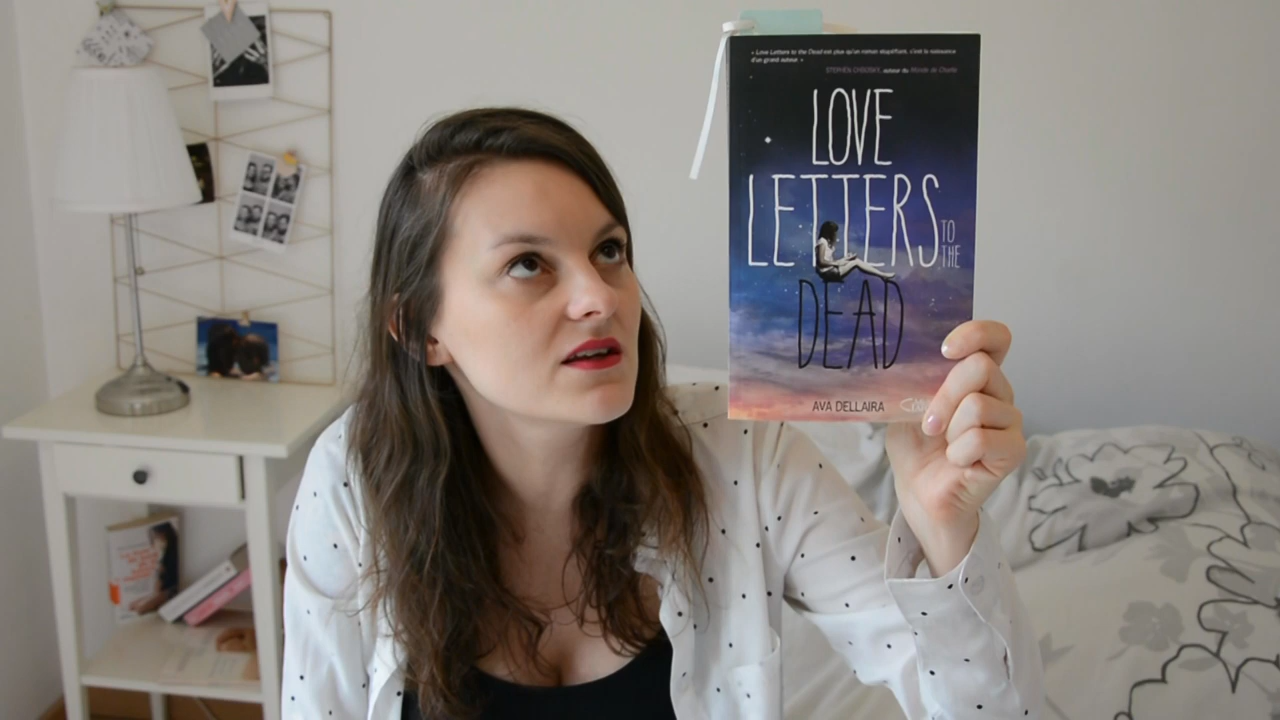 « Love Letters to the Dead est plus qu'un roman stupéfiant, c'est la naissance
d'un grand auteur. »
STEPHEN CHBOSKY, auteur du Monde de Charlie
LOVE
LETTERS
TO
THE
DEAD
AVA DELLAIRA